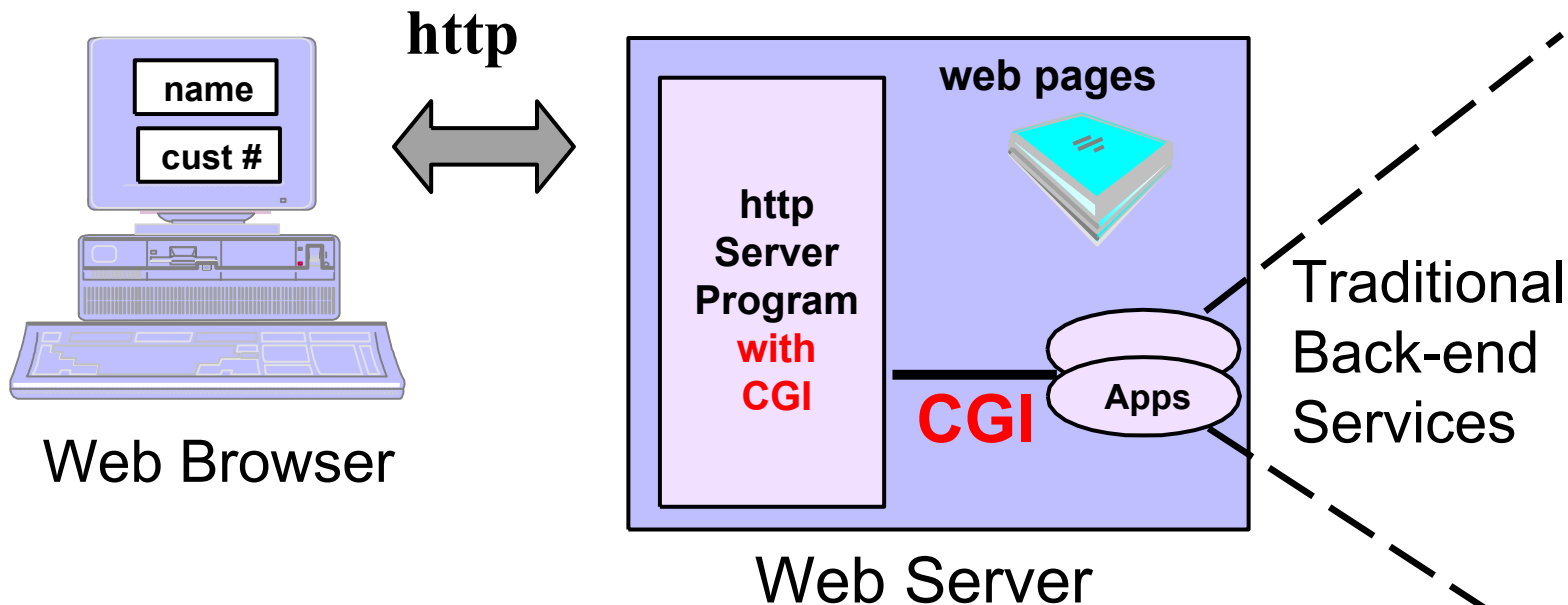 http
name
cust #
Web Browser
web pages
http
Server
Program
with
CGI
CGI
Apps
Web Server
Traditional
Back-end
Services